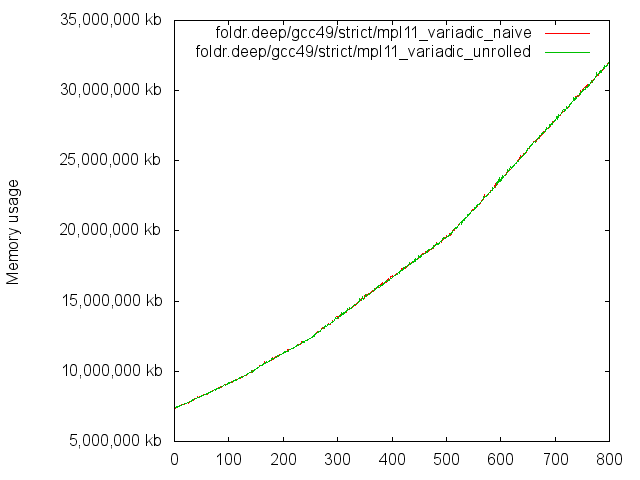 35,000,000 kb
foldr.deep/gcc49/strict/mpl11_variadic_naive
foldr.deep/gcc49/strict/mpl11_variadic_unrolled
30,000,000 kb
25,000,000 kb
20,000,000 kb
15,000,000 kb
10,000,000 kb
5,000,000 kb
Memory usage
0 100 200 300 400 500 600 700 800